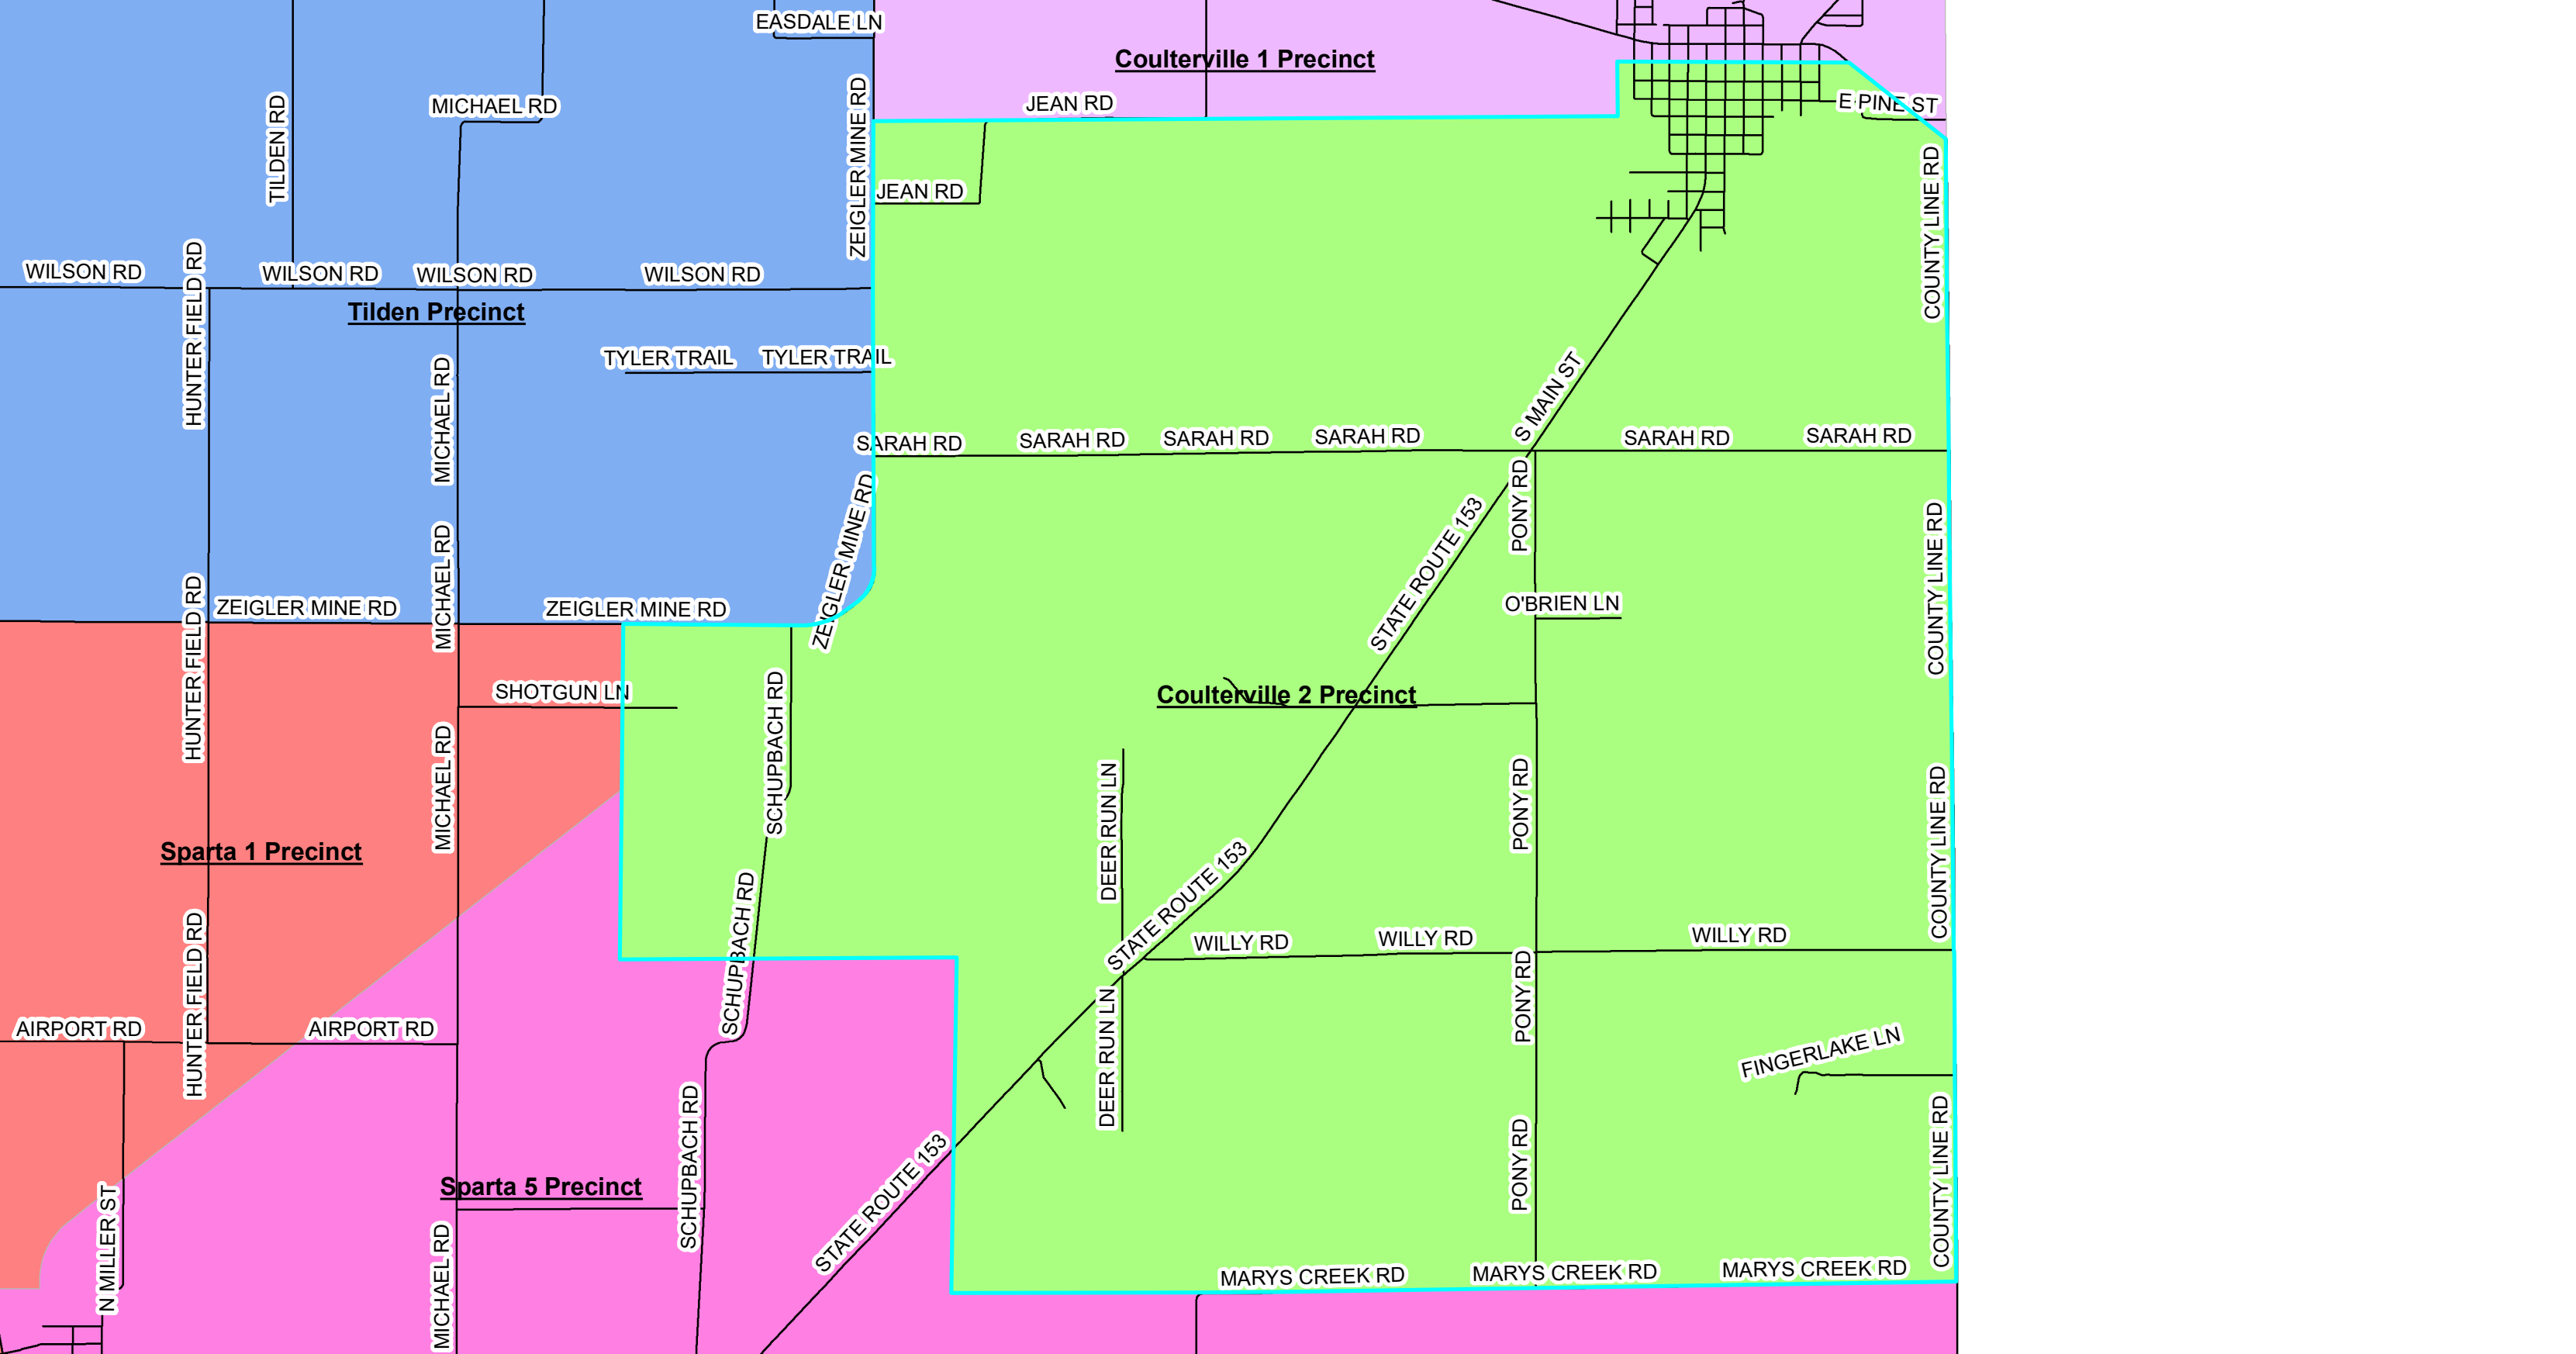 EASDALE LN
Coulterville 1 Precinct
MICHAEL RD
JEAN RD
E PINE ST
TILDEN RD
ZEIGLER MINE RD
JEAN RD
COUNTY LINE RD
WILSON RD
WILSON RD
WILSON RD
WILSON RD
HUNTER FIELD RD
Tilden Precinct
TYLER TRAIL
TYLER TRAIL
MICHAEL RD
S MAIN ST
SARAH RD
SARAH RD
SARAH RD
SARAH RD
SARAH RD
SARAH RD
PONY RD
ZEIGLER MINE RD
STATE ROUTE 153
COUNTY LINE RD
MICHAEL RD
O'BRIEN LN
ZEIGLER MINE RD
ZEIGLER MINE RD
HUNTER FIELD RD
SHOTGUN LN
Coulterville 2 Precinct
SCHUPBACH RD
MICHAEL RD
DEER RUN LN
PONY RD
COUNTY LINE RD
Sparta 1 Precinct
STATE ROUTE 153
SCHUPBACH RD
WILLY RD
WILLY RD
WILLY RD
HUNTER FIELD RD
PONY RD
AIRPORT RD
AIRPORT RD
DEER RUN LN
FINGERLAKE LN
SCHUPBACH RD
STATE ROUTE 153
PONY RD
COUNTY LINE RD
Sparta 5 Precinct
N MILLER ST
MICHAEL RD
MARYS CREEK RD
MARYS CREEK RD
MARYS CREEK RD